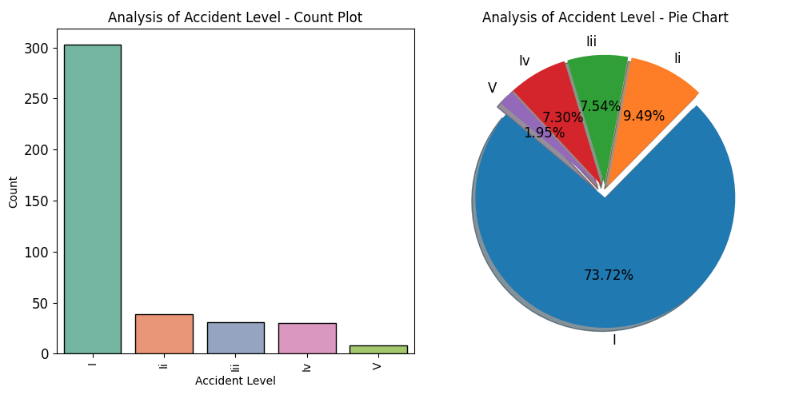 Analysis of Accident Level - Count Plot
300
250
200
150
100
50
0
Count
I
Ii
Iii
Iv
V
Accident Level
Analysis of Accident Level - Pie Chart
Iii
Iv
Ii
V
7.54%
7.30%
9.49%
1.95%
73.72%
I